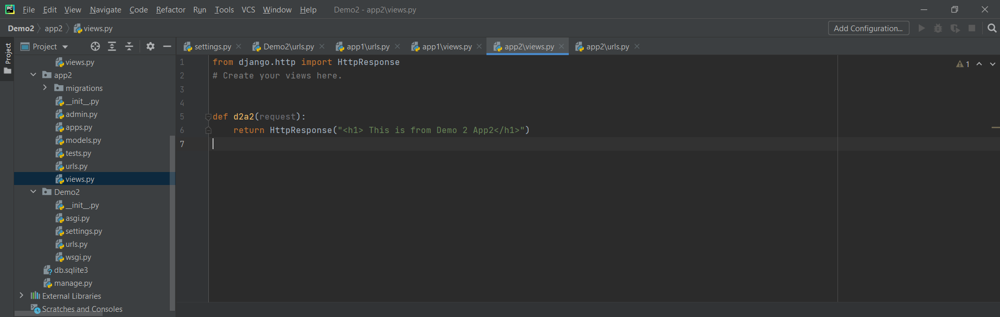 PC File Edit View Navigate Code Refactor Run Tools VCS Window Help Demo2 - app2\views.py
Demo2 app2 views.py Add Configuration...
Project
Project settings.py Demo2\urls.py app1\urls.py app1\views.py app2\views.py app2\urls.py
views.py
app2
migrations
__init__.py
admin.py
apps.py
models.py
tests.py
urls.py
views.py
Demo2
__init__.py
asgi.py
settings.py
urls.py
wsgi.py
db.sqlite3
manage.py
External Libraries
Scratches and Consoles
1 from django.http import HttpResponse
2 # Create your views here.
3
4
5 def d2a2(request):
6 return HttpResponse("<h1> This is from Demo 2 App2</h1>")
7
1